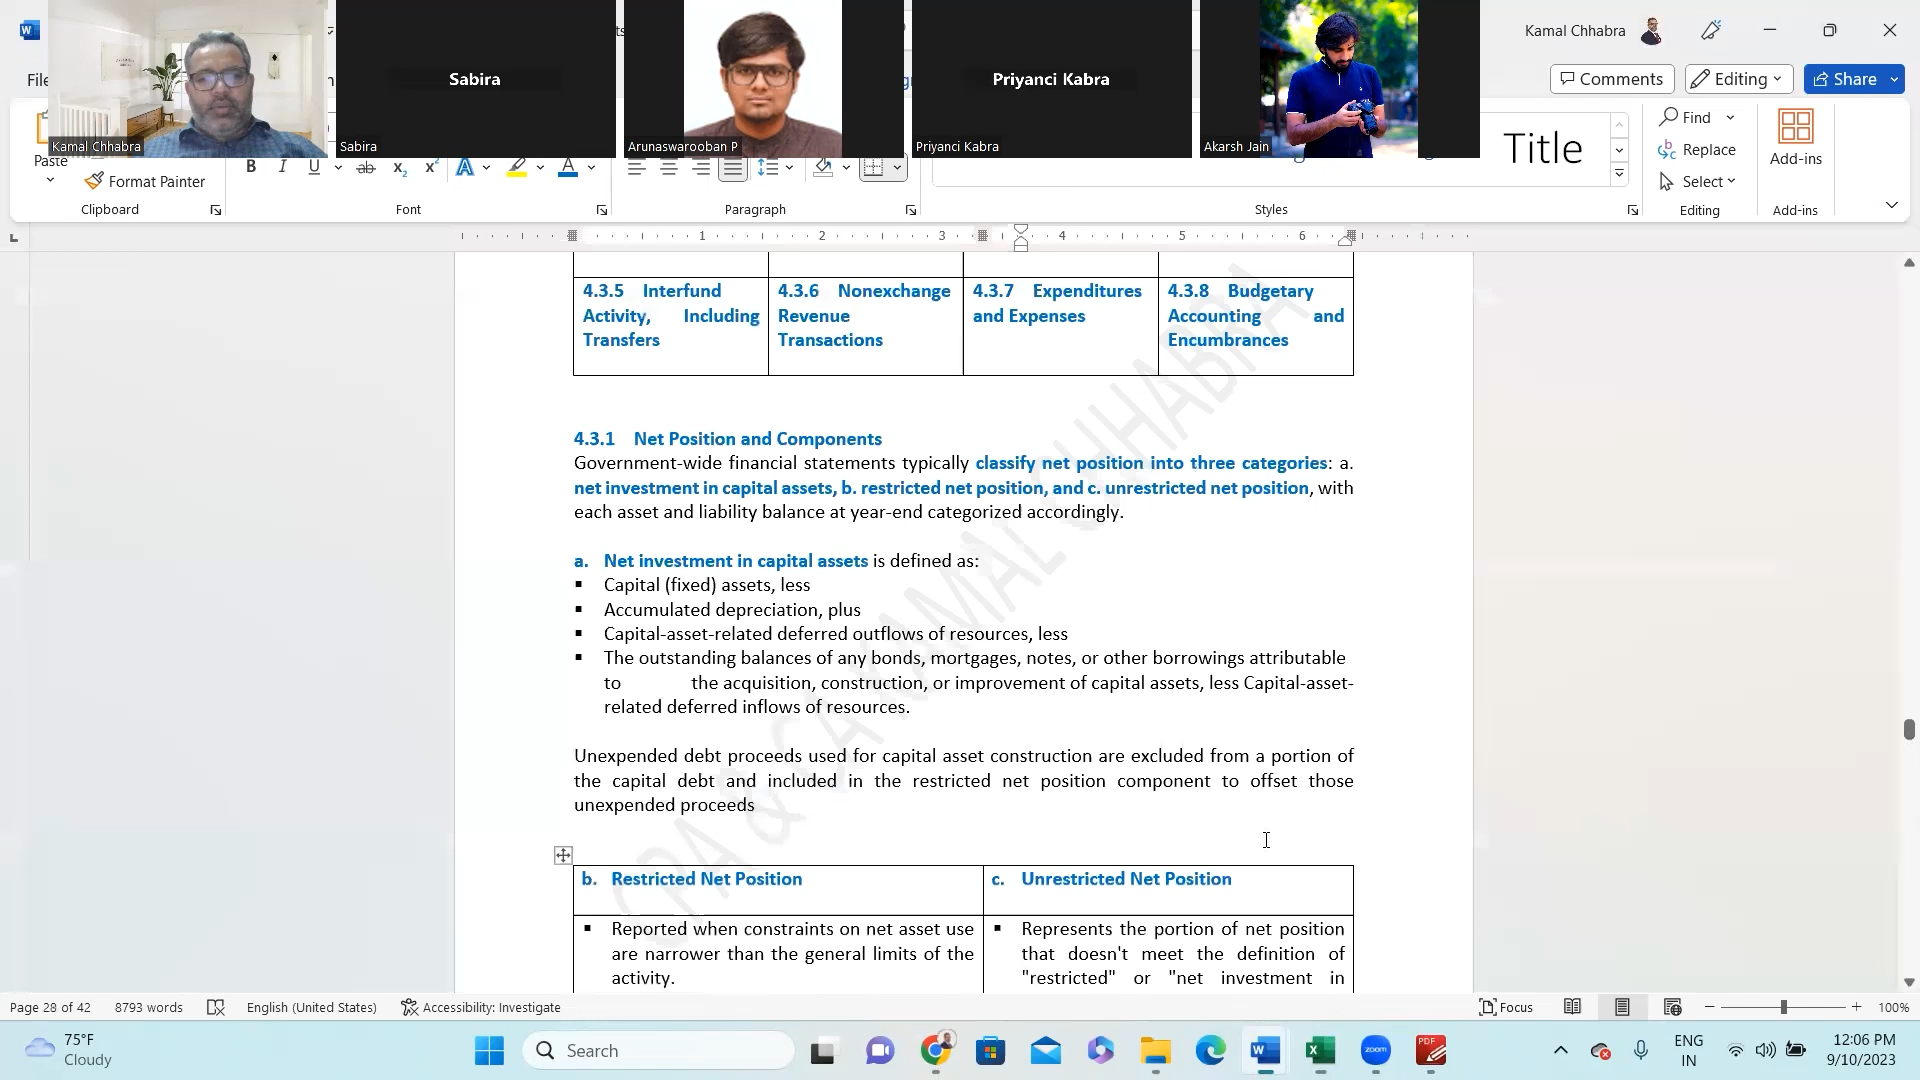 Kamal Chhabra
Sabira
Sabira
Arunaswarooban P
Priyanci Kabra
Priyanci Kabra
Akarsh Jain
Kamal Chhabra
Comments
Editing
Share
Paste
Format Painter
Clipboard
Font
Paragraph
Title
Styles
Find
Replace
Select
Editing
Add-ins
Add-ins
1 2 3 4 5 6
4.3.5 Interfund Activity, Including Transfers
4.3.6 Nonexchange Revenue Transactions
4.3.7 Expenditures and Expenses
4.3.8 Budgetary Accounting and Encumbrances
4.3.1 Net Position and Components
Government-wide financial statements typically classify net position into three categories: a.
net investment in capital assets, b. restricted net position, and c. unrestricted net position, with
each asset and liability balance at year-end categorized accordingly.
a. Net investment in capital assets is defined as:
▪ Capital (fixed) assets, less
▪ Accumulated depreciation, plus
▪ Capital-asset-related deferred outflows of resources, less
▪ The outstanding balances of any bonds, mortgages, notes, or other borrowings attributable
to the acquisition, construction, or improvement of capital assets, less Capital-asset-
related deferred inflows of resources.
Unexpended debt proceeds used for capital asset construction are excluded from a portion of
the capital debt and included in the restricted net position component to offset those
unexpended proceeds
b. Restricted Net Position
▪ Reported when constraints on net asset use
are narrower than the general limits of the
activity.
c. Unrestricted Net Position
▪ Represents the portion of net position
that doesn't meet the definition of
"restricted" or "net investment in
CPA & CA KAMAL CHHABRA
Page 28 of 42 8793 words English (United States) Accessibility: Investigate Focus 100%
75°F
Cloudy
Search
zoom
PDF
ENG
IN
12:06 PM
9/10/2023